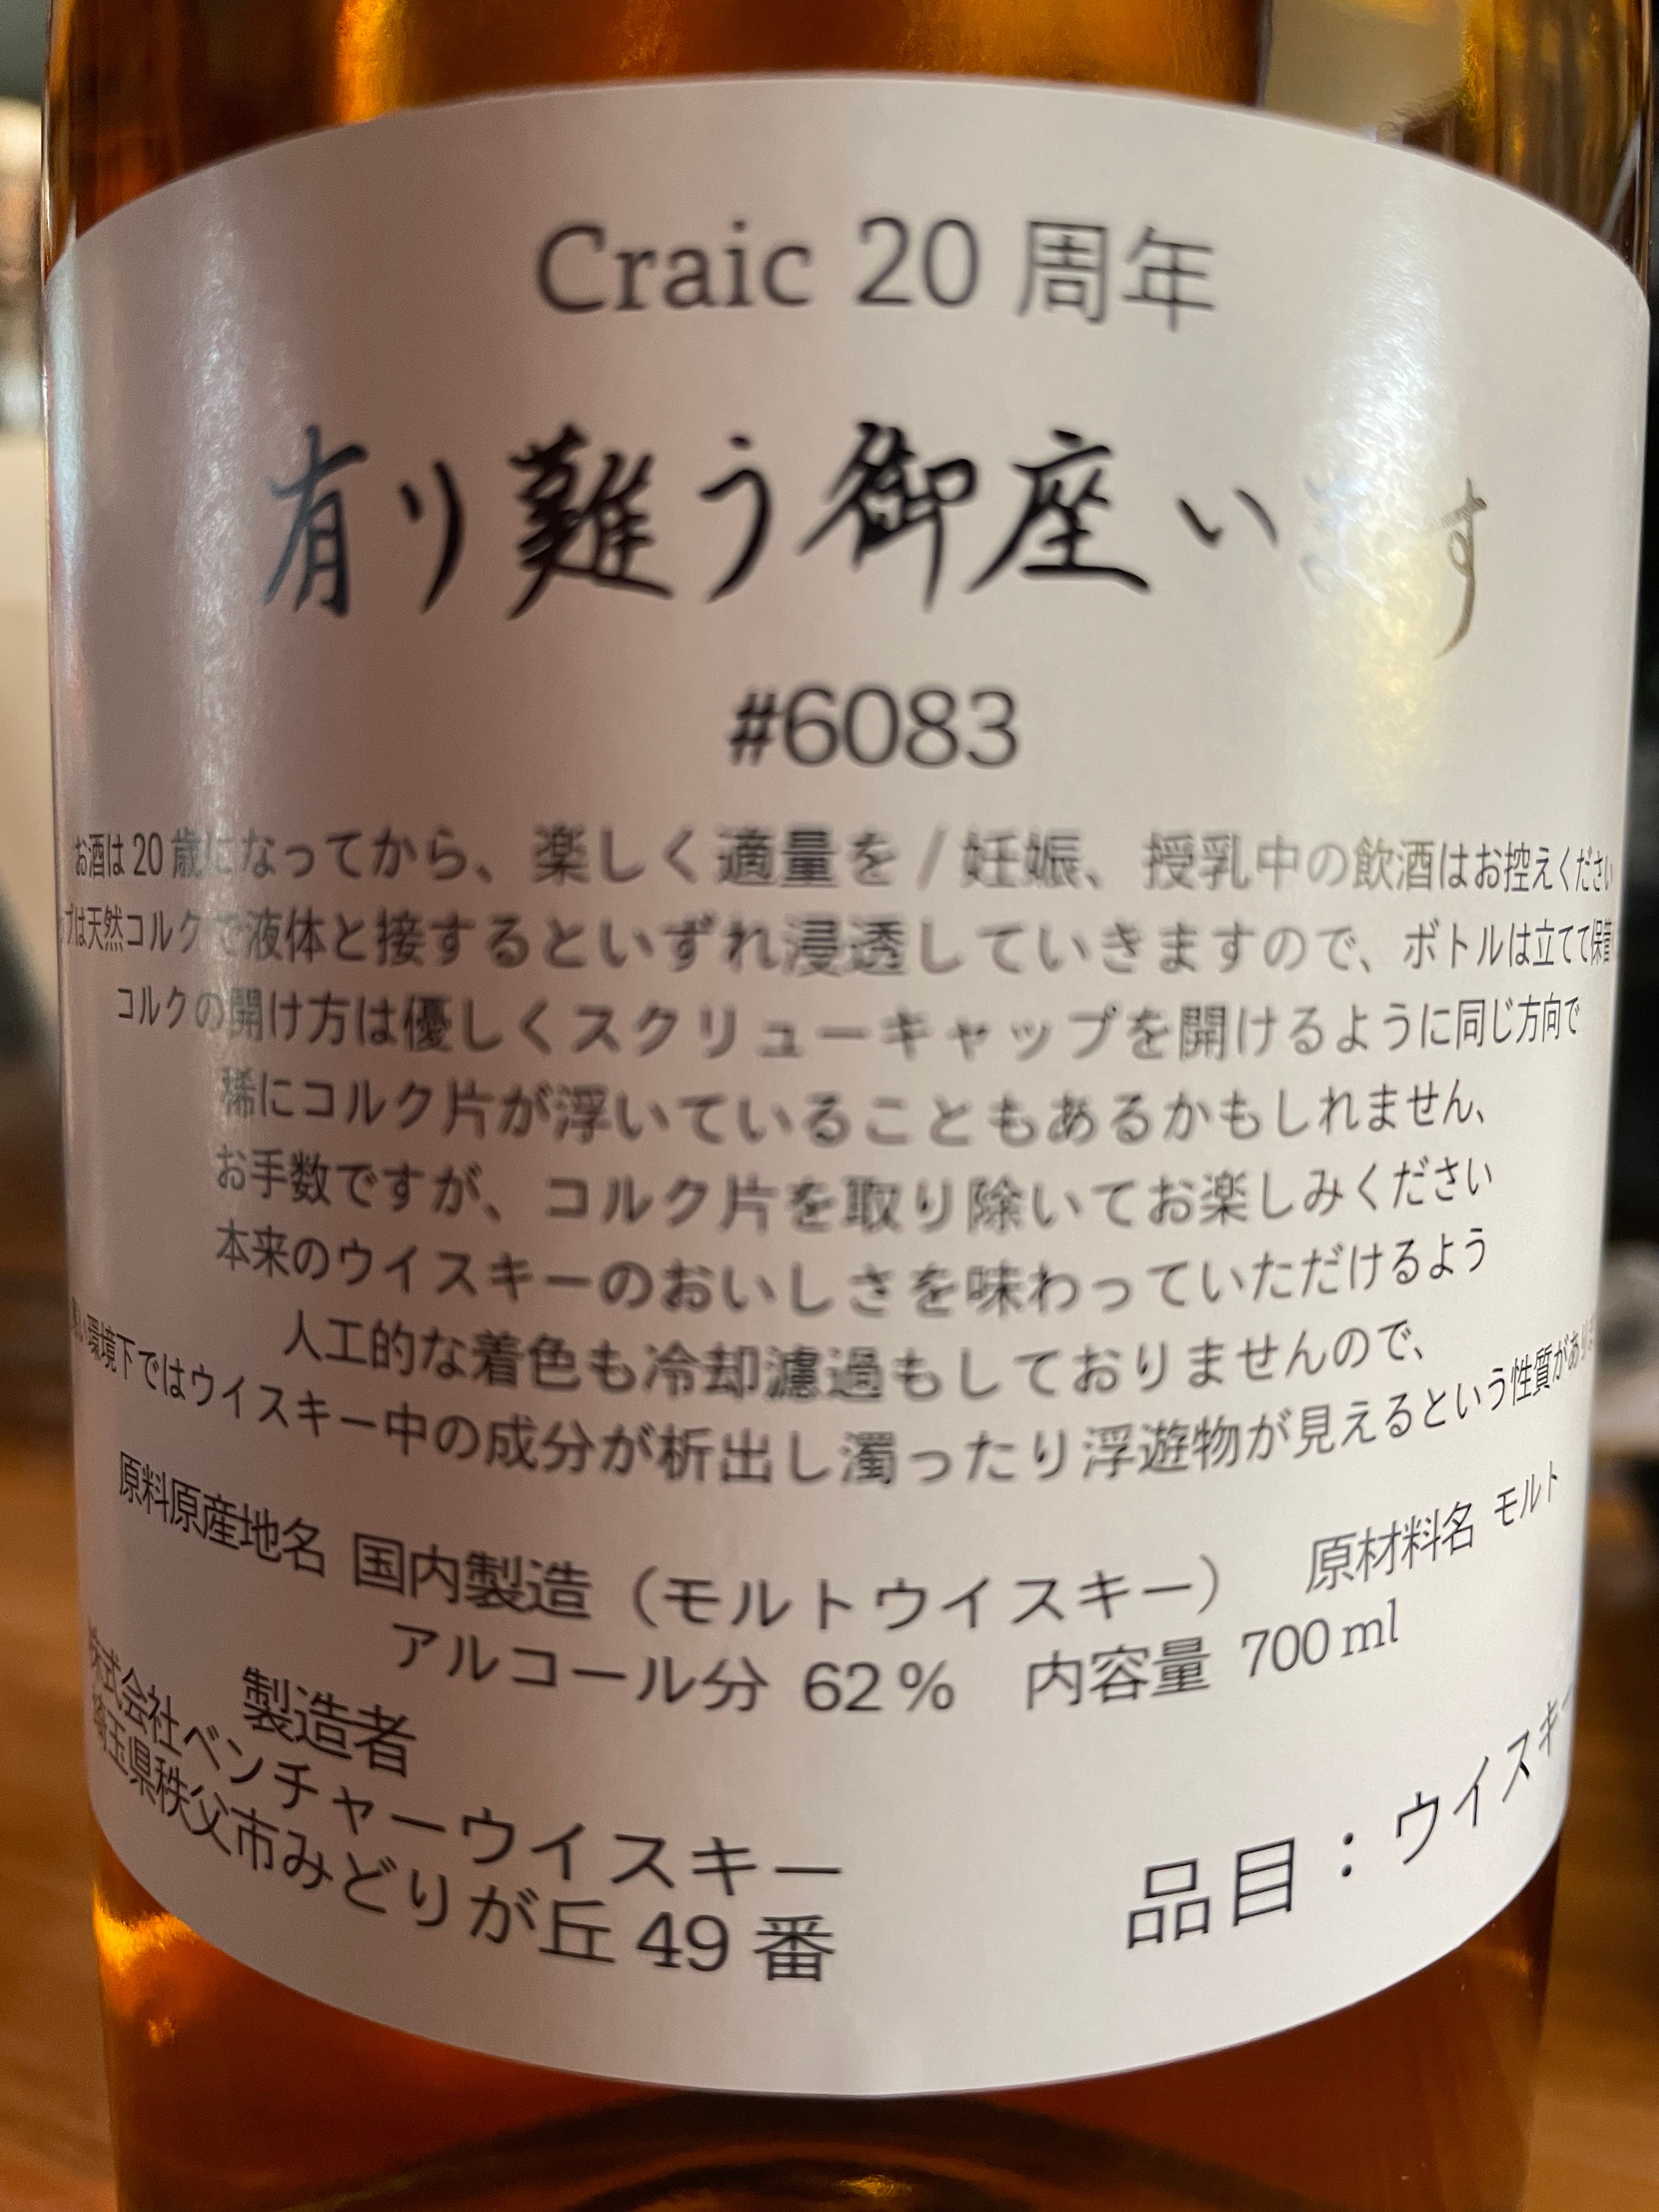 Craic 20 周年
有り難う御座います
#6083
お酒は 20 歳になってから、楽しく適量を / 妊娠、授乳中の飲酒はお控えください
プは天然コルクで液体と接するといずれ浸透していきますので、ボトルは立てて保管
コルクの開け方は優しくスクリューキャップを開けるように同じ方向で
稀にコルク片が浮いていることもあるかもしれません、
お手数ですが、コルク片を取り除いてお楽しみください
本来のウイスキーのおいしさを味わっていただけるよう
人工的な着色も冷却濾過もしておりませんので、
環境下ではウイスキー中の成分が析出し濁ったり浮遊物が見えるという性質があり
原料原産地名 国内製造（モルトウイスキー） 原材料名 モルト
アルコール分 62% 内容量 700ml
製造者
株式会社ベンチャーウイスキー
埼玉県秩父市みどりが丘 49 番
品目：ウイスキー